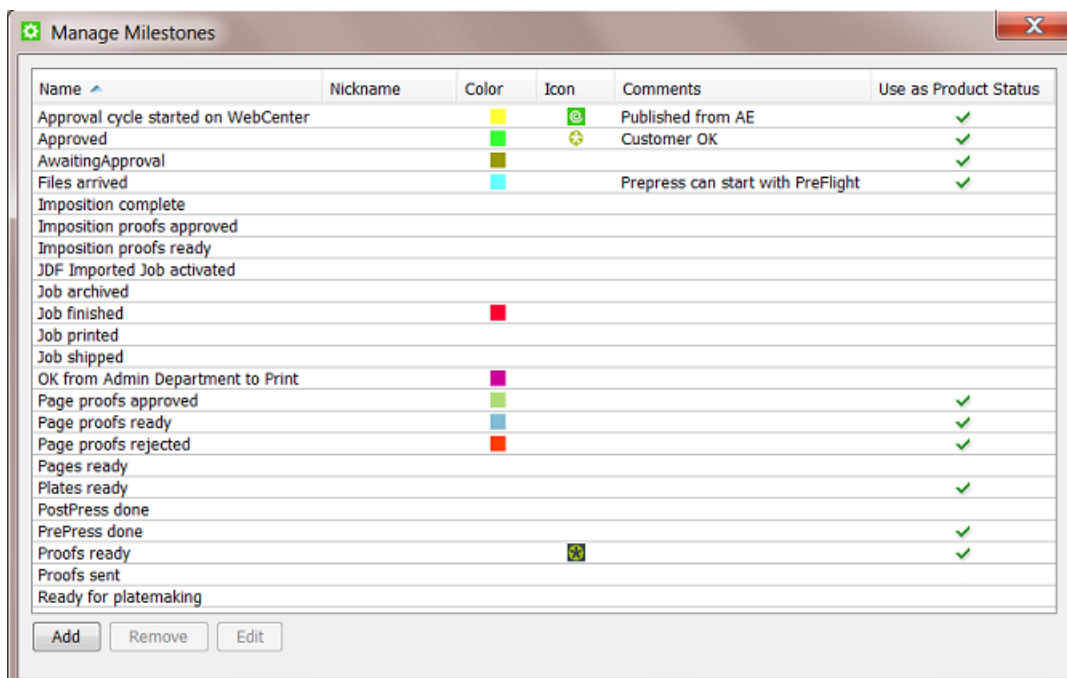 Manage Milestones
Name Nickname Color Icon Comments Use as Product Status
Approval cycle started on WebCenter Published from AE
Approved Customer OK
AwaitingApproval
Files arrived Prepress can start with PreFlight
Imposition complete
Imposition proofs approved
Imposition proofs ready
JDF Imported Job activated
Job archived
Job finished
Job printed
Job shipped
OK from Admin Department to Print
Page proofs approved
Page proofs ready
Page proofs rejected
Pages ready
Plates ready
PostPress done
PrePress done
Proofs ready
Proofs sent
Ready for platemaking
Add Remove Edit